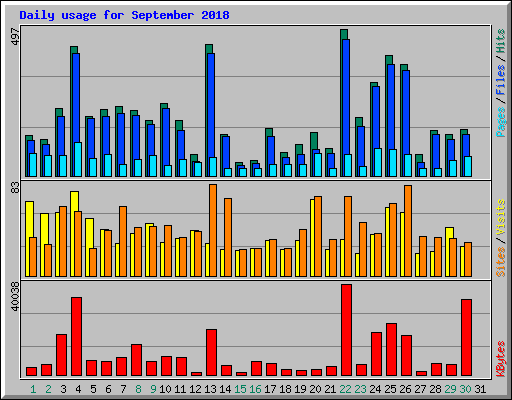 Daily usage for September 2018
497
Pages / Files / Hits
83
Sites / Visits
40038
KBytes
1 2 3 4 5 6 7 8 9 10 11 12 13 14 15 16 17 18 19 20 21 22 23 24 25 26 27 28 29 30 31